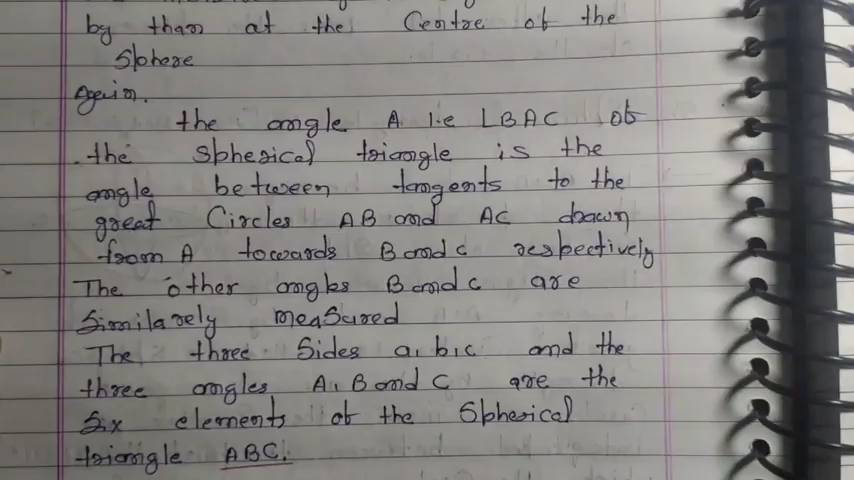 by them at the Centre of the
Sphere
Again.
the angle A i.e ∠BAC of
the spherical triangle is the
angle between tangents to the
great Circles AB and AC drawn
from A towards B and C respectively
The other angles B and C are
Similarely measured
The three Sides a, b, c and the
three angles A, B and C are the
Six elements of the Spherical
triangle ABC.